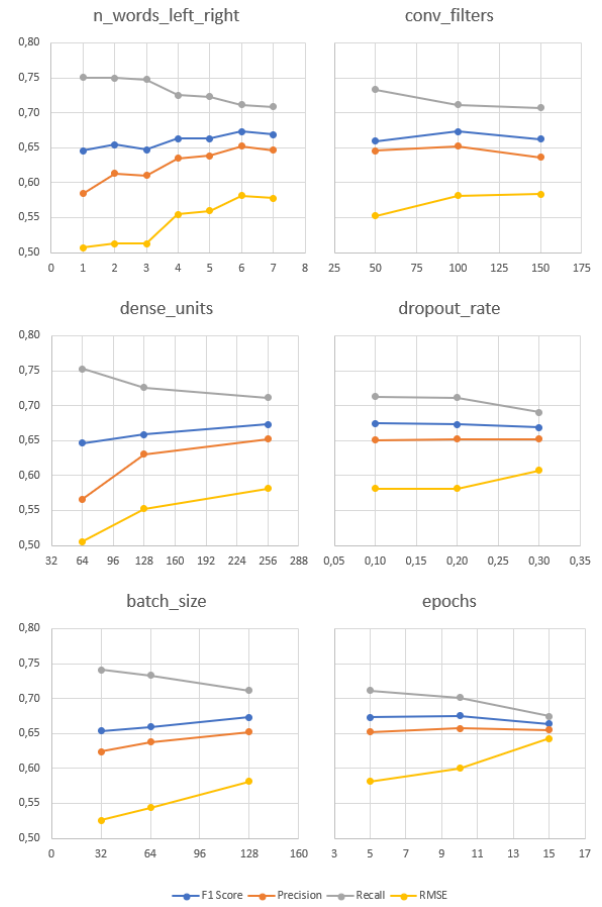 n_words_left_right
conv_filters
0,80
0,75
0,70
0,65
0,60
0,55
0,50
0 1 2 3 4 5 6 7 8
25 50 75 100 125 150 175
dense_units
dropout_rate
0,80
0,75
0,70
0,65
0,60
0,55
0,50
32 64 96 128 160 192 224 256 288
0,05 0,10 0,15 0,20 0,25 0,30 0,35
batch_size
epochs
0,80
0,75
0,70
0,65
0,60
0,55
0,50
0 32 64 96 128 160
3 5 7 9 11 13 15 17
F1 Score Precision Recall RMSE